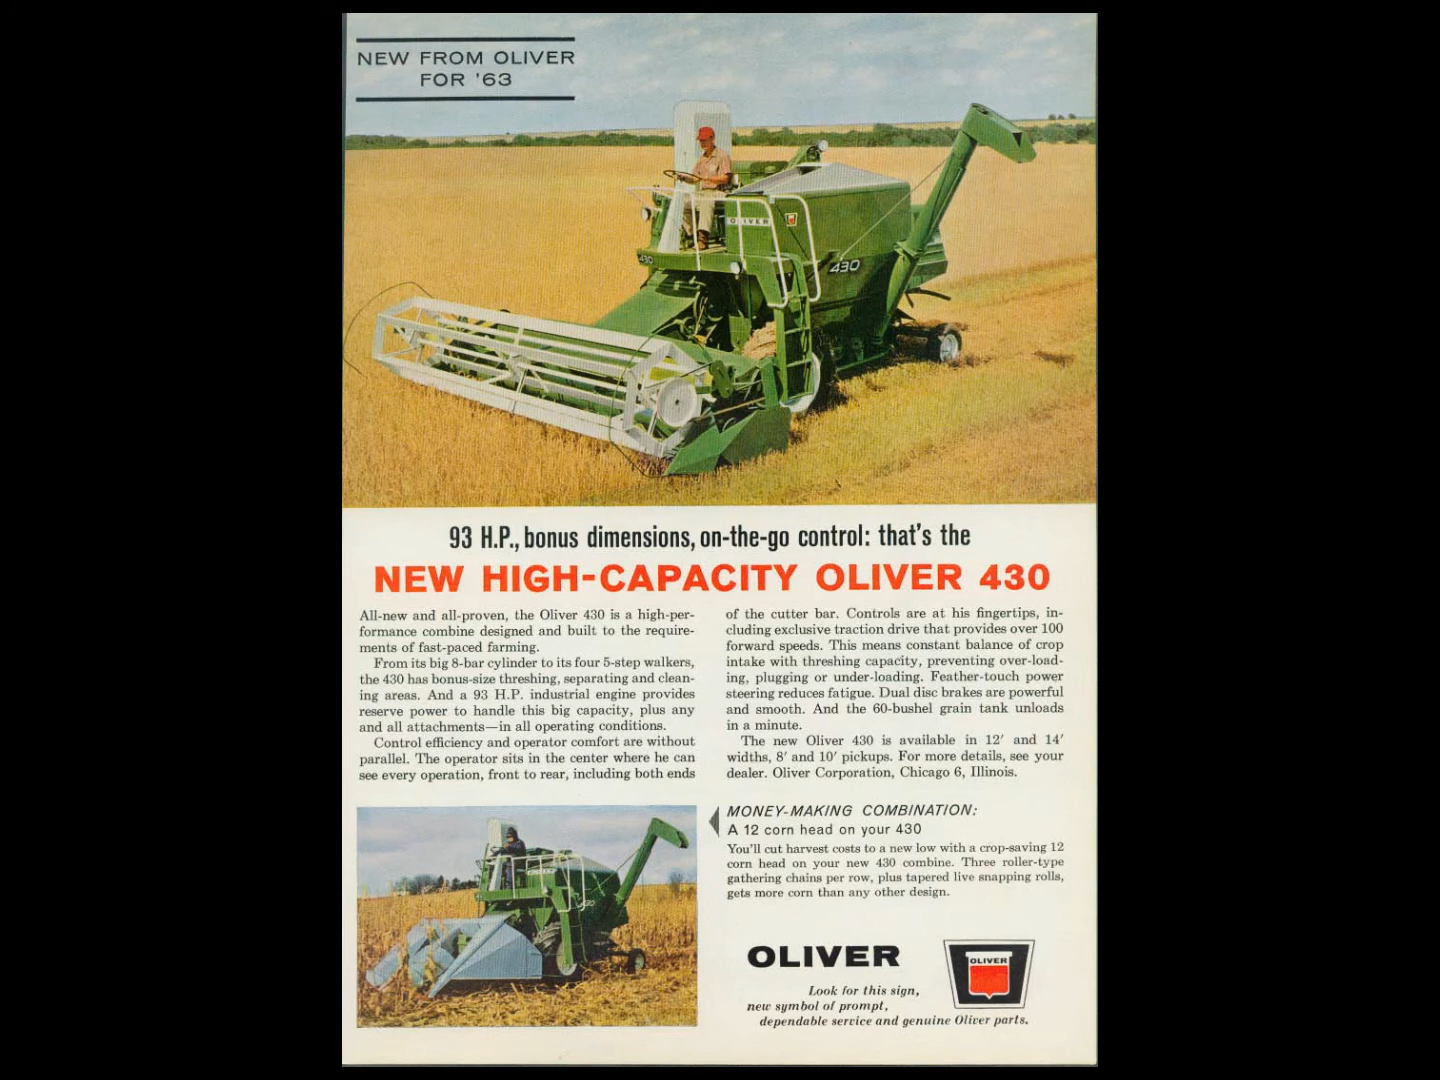 NEW FROM OLIVER
FOR '63
OLIVER
430
430
93 H.P., bonus dimensions, on-the-go control: that's the
NEW HIGH-CAPACITY OLIVER 430
All-new and all-proven, the Oliver 430 is a high-per-
formance combine designed and built to the require-
ments of fast-paced farming.
From its big 8-bar cylinder to its four 5-step walkers,
the 430 has bonus-size threshing, separating and clean-
ing areas. And a 93 H.P. industrial engine provides
reserve power to handle this big capacity, plus any
and all attachments—in all operating conditions.
Control efficiency and operator comfort are without
parallel. The operator sits in the center where he can
see every operation, front to rear, including both ends
of the cutter bar. Controls are at his fingertips, in-
cluding exclusive traction drive that provides over 100
forward speeds. This means constant balance of crop
intake with threshing capacity, preventing over-load-
ing, plugging or under-loading. Feather-touch power
steering reduces fatigue. Dual disc brakes are powerful
and smooth. And the 60-bushel grain tank unloads
in a minute.
The new Oliver 430 is available in 12' and 14'
widths, 8' and 10' pickups. For more details, see your
dealer. Oliver Corporation, Chicago 6, Illinois.
MONEY-MAKING COMBINATION:
A 12 corn head on your 430
You'll cut harvest costs to a new low with a crop-saving 12
corn head on your new 430 combine. Three roller-type
gathering chains per row, plus tapered live snapping rolls,
gets more corn than any other design.
430
OLIVER
OLIVER
Look for this sign,
new symbol of prompt,
dependable service and genuine Oliver parts.